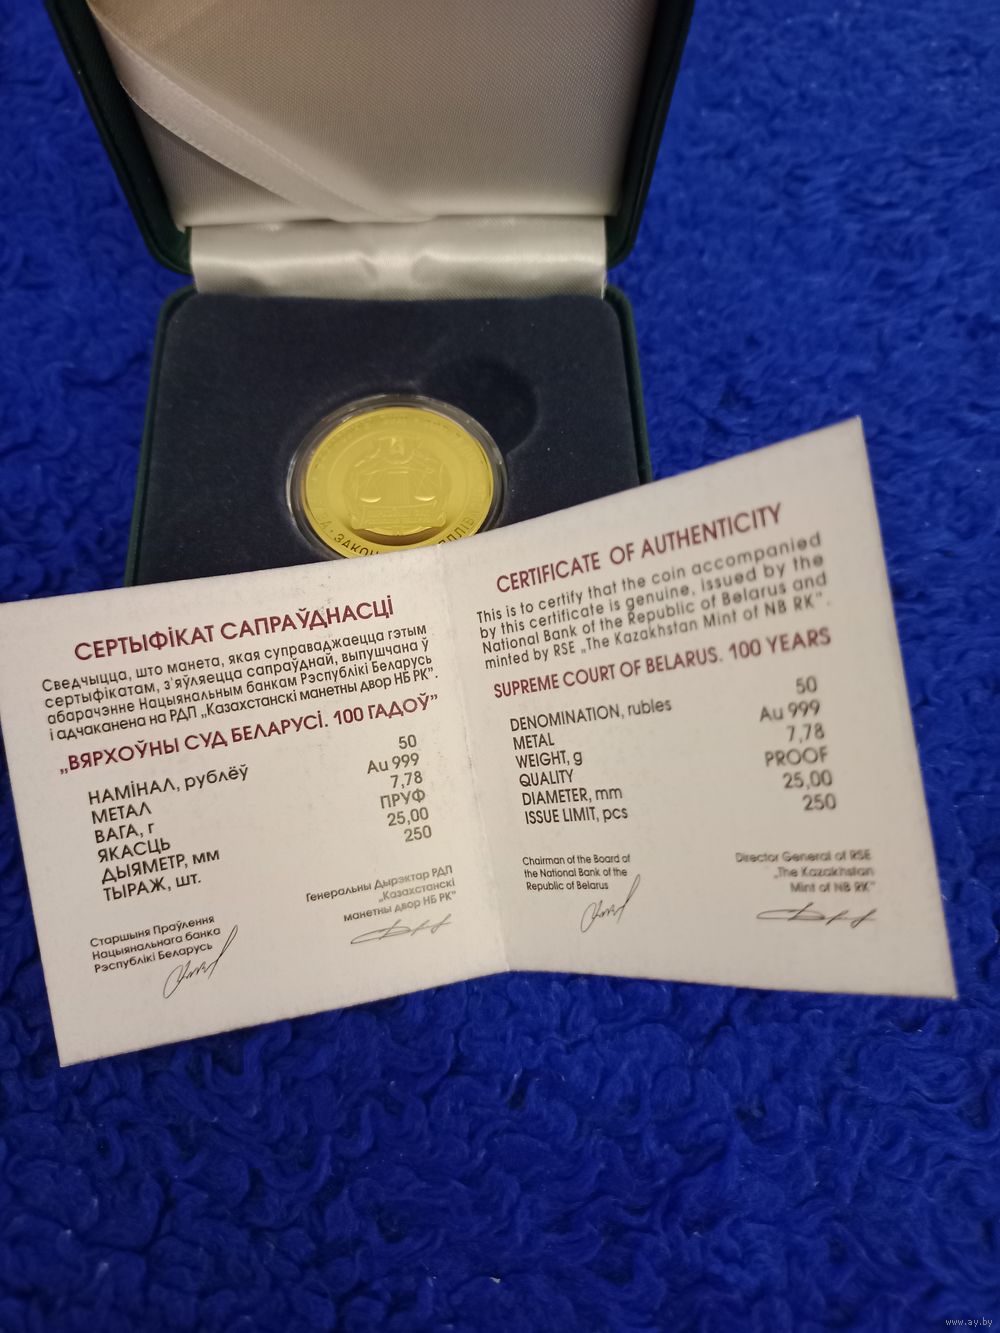 ЗАКОН
СЕРТЫФІКАТ САПРАЎДНАСЦІ
Сведчыцца, што манета, якая суправаджаецца гэтым
сертыфікатам, з'яўляецца сапраўднай, выпушчана ў
абарачэнне Нацыянальным банкам Рэспублікі Беларусь
і адчаканена на РДП „Казахстанскі манетны двор НБ РК”.
„ВЯРХОЎНЫ СУД БЕЛАРУСІ. 100 ГАДОЎ”
НАМІНАЛ, рублёў 50
МЕТАЛ Au 999
ВАГА, г 7,78
ЯКАСЦЬ ПРУФ
ДЫЯМЕТР, мм 25,00
ТЫРАЖ, шт. 250
Старшыня Праўлення
Нацыянальнага банка
Рэспублікі Беларусь
Генеральны Дырэктар РДП
„Казахстанскі
манетны двор НБ РК”
CERTIFICATE OF AUTHENTICITY
This is to certify that the coin accompanied
by this certificate is genuine, issued by the
National Bank of the Republic of Belarus and
minted by RSE „The Kazakhstan Mint of NB RK”.
SUPREME COURT OF BELARUS. 100 YEARS
DENOMINATION, rubles 50
METAL Au 999
WEIGHT, g 7,78
QUALITY PROOF
DIAMETER, mm 25,00
ISSUE LIMIT, pcs 250
Chairman of the Board of
the National Bank of the
Republic of Belarus
Director General of RSE
„The Kazakhstan
Mint of NB RK”
www.ay.by